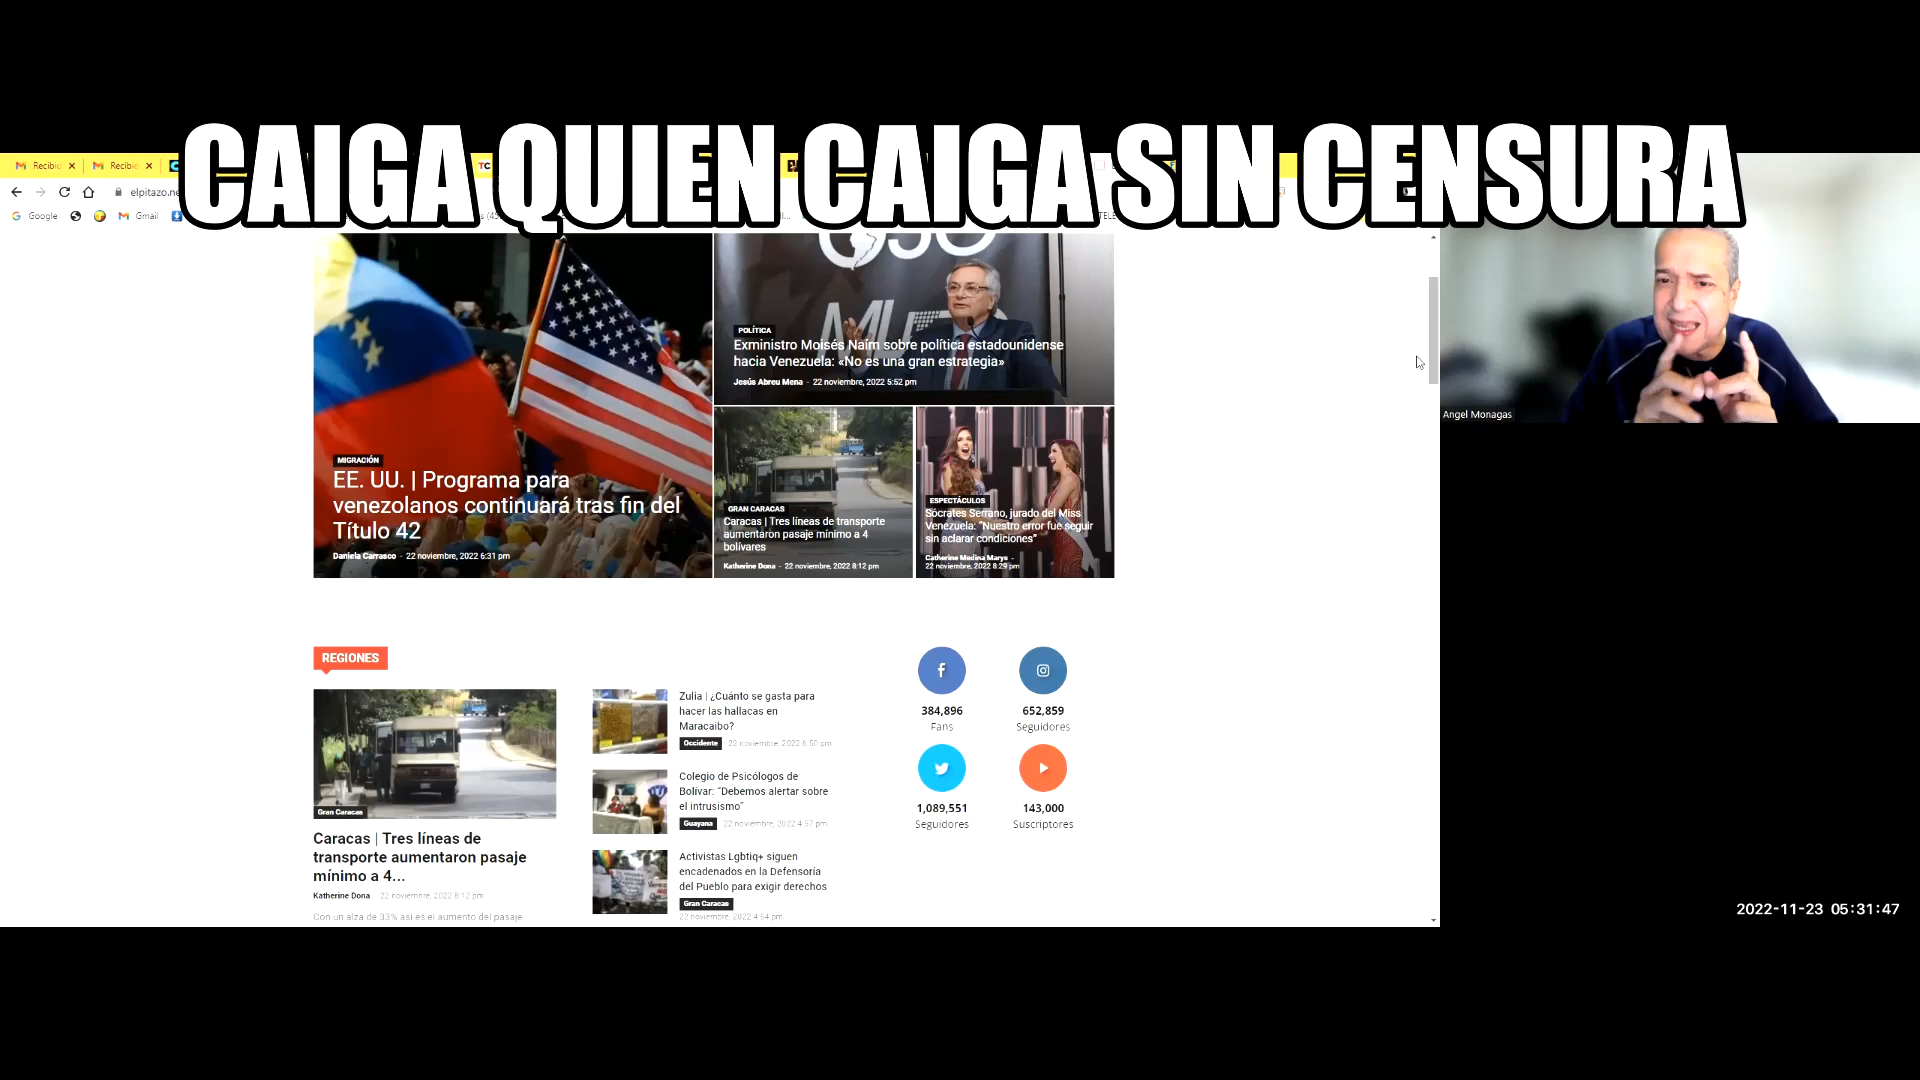 CAIGA QUIEN CAIGA SIN CENSURA
Recibid
Recibid
TC
elpitazo.ne
Google
Gmail
TELE
MUD
POLÍTICA
Exministro Moisés Naím sobre política estadounidense
hacia Venezuela: «No es una gran estrategia»
Jesús Abreu Mena - 22 noviembre, 2022 5:52 pm
MIGRACIÓN
EE. UU. | Programa para
venezolanos continuará tras fin del
Título 42
Daniela Carrasco - 22 noviembre, 2022 6:31 pm
GRAN CARACAS
Caracas | Tres líneas de transporte
aumentaron pasaje mínimo a 4
bolívares
Katherine Dona - 22 noviembre, 2022 8:12 pm
ESPECTÁCULOS
Sócrates Serrano, jurado del Miss
Venezuela: "Nuestro error fue seguir
sin aclarar condiciones"
Catherine Medina Marys -
22 noviembre, 2022 8:29 pm
Angel Monagas
REGIONES
Gran Caracas
Caracas | Tres líneas de
transporte aumentaron pasaje
mínimo a 4...
Katherine Dona - 22 noviembre, 2022 8:12 pm
Con un alza de 33% así es el aumento del pasaje
Zulia | ¿Cuánto se gasta para
hacer las hallacas en
Maracaibo?
Occidente 22 noviembre, 2022 6:50 pm
Colegio de Psicólogos de
Bolívar: "Debemos alertar sobre
el intrusismo"
Guayana 22 noviembre, 2022 4:57 pm
Activistas Lgbtiq+ siguen
encadenados en la Defensoría
del Pueblo para exigir derechos
Gran Caracas
22 noviembre, 2022 4:54 pm
384,896
Fans
652,859
Seguidores
1,089,551
Seguidores
143,000
Suscriptores
2022-11-23 05:31:47